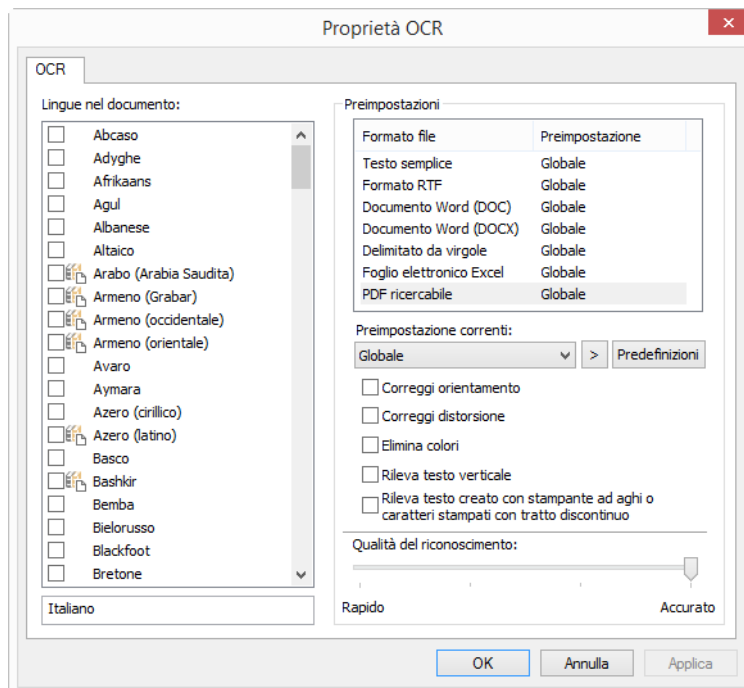 Proprietà OCR
OCR
Lingue nel documento:
Abcaso
Adyghe
Afrikaans
Agul
Albanese
Altaico
Arabo (Arabia Saudita)
Armeno (Grabar)
Armeno (occidentale)
Armeno (orientale)
Avaro
Aymara
Azero (cirillico)
Azero (latino)
Basco
Bashkir
Bemba
Bielorusso
Blackfoot
Bretone
Italiano
Preimpostazioni
Formato file Preimpostazione
Testo semplice Globale
Formato RTF Globale
Documento Word (DOC) Globale
Documento Word (DOCX) Globale
Delimitato da virgole Globale
Foglio elettronico Excel Globale
PDF ricercabile Globale
Preimpostazione correnti:
Globale > Predefinizioni
Correggi orientamento
Correggi distorsione
Elimina colori
Rileva testo verticale
Rileva testo creato con stampante ad aghi o
caratteri stampati con tratto discontinuo
Qualità del riconoscimento:
Rapido Accurato
OK Annulla Applica